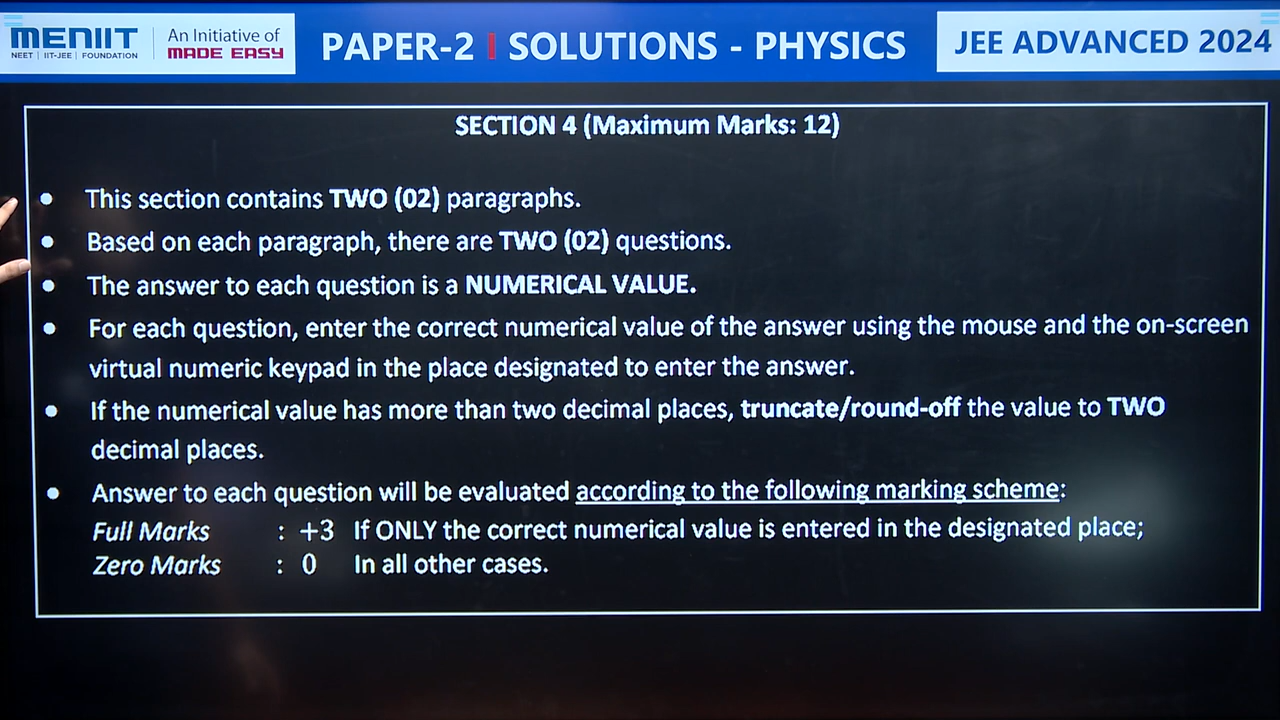 MENIIT
NEET | IIT-JEE | FOUNDATION
An Initiative of
MADE EASY
PAPER-2 | SOLUTIONS - PHYSICS
JEE ADVANCED 2024
SECTION 4 (Maximum Marks: 12)
• This section contains TWO (02) paragraphs.
• Based on each paragraph, there are TWO (02) questions.
• The answer to each question is a NUMERICAL VALUE.
• For each question, enter the correct numerical value of the answer using the mouse and the on-screen
virtual numeric keypad in the place designated to enter the answer.
• If the numerical value has more than two decimal places, truncate/round-off the value to TWO
decimal places.
• Answer to each question will be evaluated according to the following marking scheme:
Full Marks : +3 If ONLY the correct numerical value is entered in the designated place;
Zero Marks : 0 In all other cases.